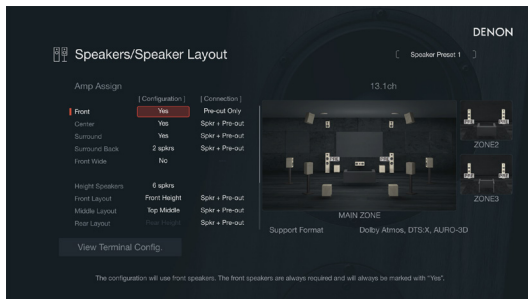 DENON
Speakers/Speaker Layout
[ Speaker Preset 1 ]
Amp Assign
13.1ch
[ Configuration ] [ Connection ]
Front Yes Pre-out Only
Center Yes Spkr + Pre-out
Surround Yes Spkr + Pre-out
Surround Back 2 spkrs Spkr + Pre-out
Front Wide No
ZONE2
Height Speakers 6 spkrs
Front Layout Front Height Spkr + Pre-out
Middle Layout Top Middle Spkr + Pre-out
Rear Layout Rear Height Spkr + Pre-out
MAIN ZONE
ZONE3
Support Format Dolby Atmos, DTS:X, AURO-3D
View Terminal Config.
The configuration will use front speakers. The front speakers are always required and will always be marked with "Yes".